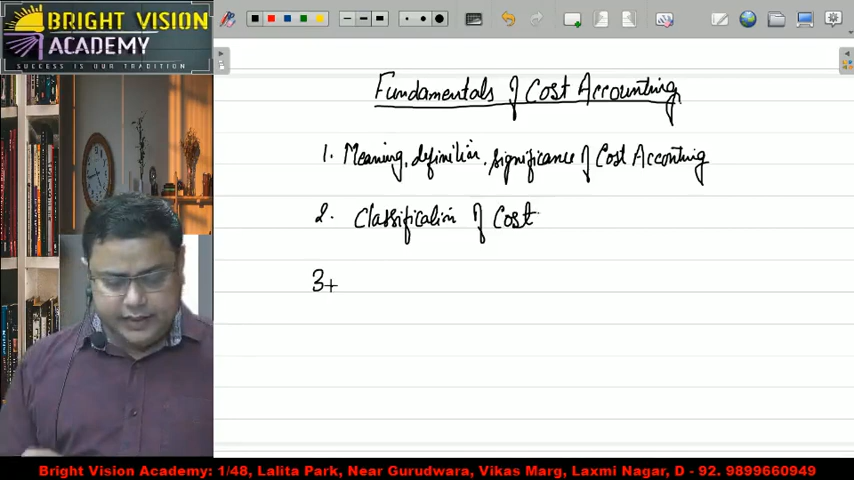 BRIGHT VISION
ACADEMY
SUCCESS IS OUR TRADITION
Fundamentals of Cost Accounting
1. Meaning, definition, significance of Cost Acconting
2. Classification of Cost
3+
Bright Vision Academy: 1/48, Lalita Park, Near Gurudwara, Vikas Marg, Laxmi Nagar, D - 92. 9899660949